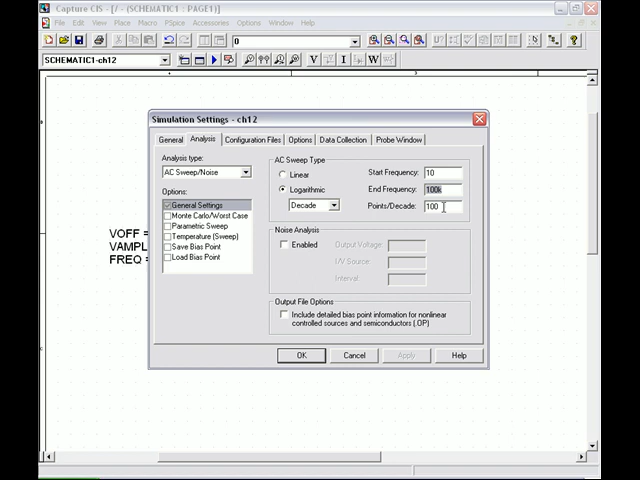 Capture CIS - [/ - (SCHEMATIC1 : PAGE1)]
File Edit View Place Macro PSpice Accessories Options Window Help
0
SCHEMATIC1-ch12
V I W
VOFF =
VAMPL
FREQ =
Simulation Settings - ch12
General Analysis Configuration Files Options Data Collection Probe Window
Analysis type:
AC Sweep/Noise
Options:
General Settings
Monte Carlo/Worst Case
Parametric Sweep
Temperature (Sweep)
Save Bias Point
Load Bias Point
AC Sweep Type
Linear
Logarithmic
Decade
Start Frequency: 10
End Frequency: 100k
Points/Decade: 100
Noise Analysis
Enabled
Output Voltage:
I/V Source:
Interval:
Output File Options
Include detailed bias point information for nonlinear
controlled sources and semiconductors (.OP)
OK Cancel Apply Help